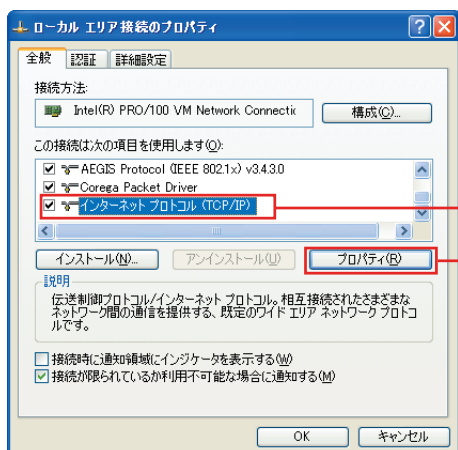 ローカル エリア接続のプロパティ
全般 認証 詳細設定
接続方法:
Intel(R) PRO/100 VM Network Connectic 構成(C)...
この接続は次の項目を使用します(O):
AEGIS Protocol (IEEE 802.1x) v3.4.3.0
Corega Packet Driver
インターネット プロトコル (TCP/IP)
インストール(N)... アンインストール(U) プロパティ(R)
説明
伝送制御プロトコル/インターネット プロトコル。相互接続されたさまざまな
ネットワーク間の通信を提供する、既定のワイド エリア ネットワーク プロトコ
ルです。
接続時に通知領域にインジケータを表示する(W)
接続が限られているか利用不可能な場合に通知する(M)
OK キャンセル